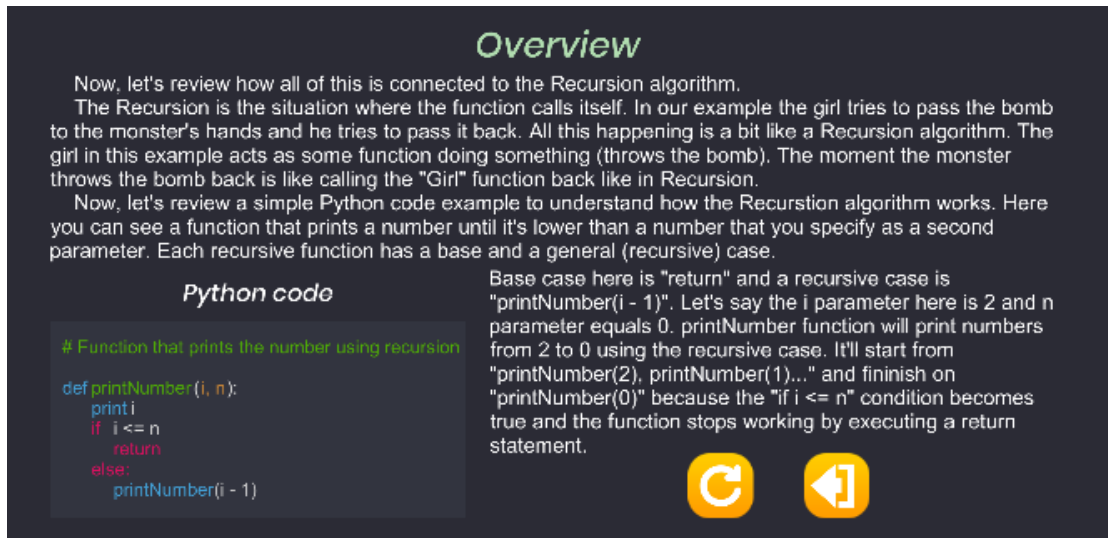 Overview
Now, let's review how all of this is connected to the Recursion algorithm.
The Recursion is the situation where the function calls itself. In our example the girl tries to pass the bomb
to the monster's hands and he tries to pass it back. All this happening is a bit like a Recursion algorithm. The
girl in this example acts as some function doing something (throws the bomb). The moment the monster
throws the bomb back is like calling the "Girl" function back like in Recursion.
Now, let's review a simple Python code example to understand how the Recurstion algorithm works. Here
you can see a function that prints a number until it's lower than a number that you specify as a second
parameter. Each recursive function has a base and a general (recursive) case.
Python code
# Function that prints the number using recursion
def printNumber(i, n):
print i
if i <= n
return
else:
printNumber(i - 1)
Base case here is "return" and a recursive case is
"printNumber(i - 1)". Let's say the i parameter here is 2 and n
parameter equals 0. printNumber function will print numbers
from 2 to 0 using the recursive case. It'll start from
"printNumber(2), printNumber(1)..." and fininish on
"printNumber(0)" because the "if i <= n" condition becomes
true and the function stops working by executing a return
statement.